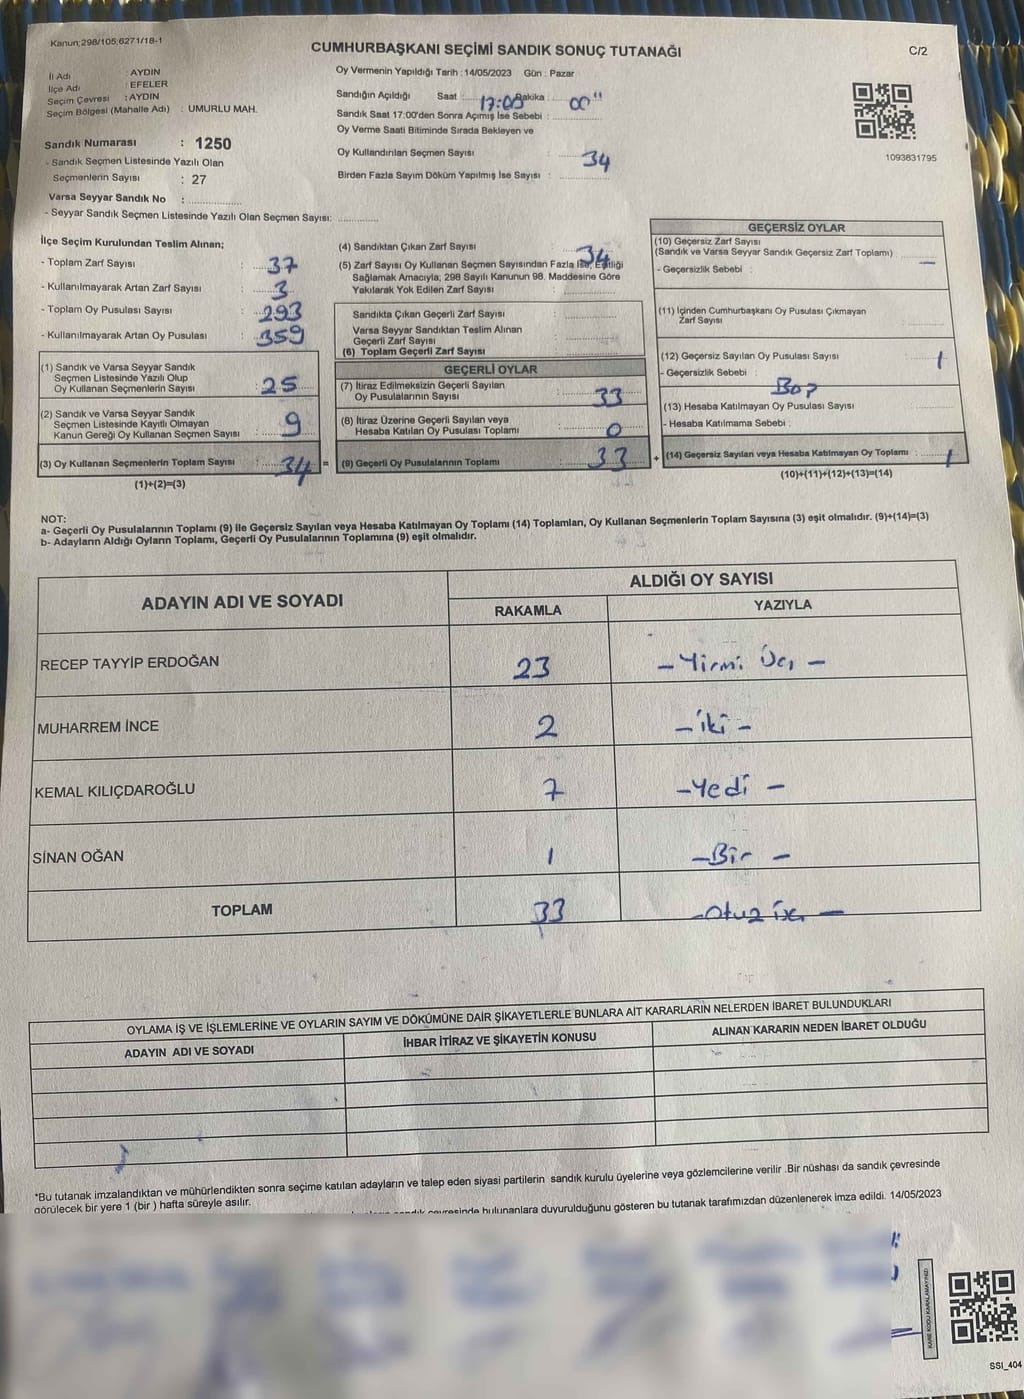 Kanun;298/105;6271/18-1
CUMHURBAŞKANI SEÇİMİ SANDIK SONUÇ TUTANAĞI
C/2
İl Adı : AYDIN
İlçe Adı : EFELER
Seçim Çevresi : AYDIN
Seçim Bölgesi (Mahalle Adı) : UMURLU MAH.
Oy Vermenin Yapıldığı Tarih :14/05/2023 Gün : Pazar
Sandığın Açıldığı Saat : 17:00 Dakika : 00
Sandık Saat 17:00'den Sonra Açımış İse Sebebi :
Oy Verme Saati Bitiminde Sırada Bekleyen ve
Oy Kullandırılan Seçmen Sayısı : 34
Birden Fazla Sayım Döküm Yapılmış İse Sayısı :
1093831795
Sandık Numarası : 1250
- Sandık Seçmen Listesinde Yazılı Olan
Seçmenlerin Sayısı : 27
Varsa Seyyar Sandık No :
- Seyyar Sandık Seçmen Listesinde Yazılı Olan Seçmen Sayısı:
İlçe Seçim Kurulundan Teslim Alınan;
- Toplam Zarf Sayısı : 37
- Kullanılmayarak Artan Zarf Sayısı : 3
- Toplam Oy Pusulası Sayısı : 293
- Kullanılmayarak Artan Oy Pusulası : 359
(1) Sandık ve Varsa Seyyar Sandık
Seçmen Listesinde Yazılı Olup
Oy Kullanan Seçmenlerin Sayısı : 25
(2) Sandık ve Varsa Seyyar Sandık
Seçmen Listesinde Kayıtlı Olmayan
Kanun Gereği Oy Kullanan Seçmen Sayısı : 9
(3) Oy Kullanan Seçmenlerin Toplam Sayısı : 34 =
(1)+(2)=(3)
(4) Sandıktan Çıkan Zarf Sayısı : 34
(5) Zarf Sayısı Oy Kullanan Seçmen Sayısından Fazla İse, Eşitliği
Sağlamak Amacıyla, 298 Sayılı Kanunun 98. Maddesine Göre
Yakılarak Yok Edilen Zarf Sayısı :
Sandıkta Çıkan Geçerli Zarf Sayısı :
Varsa Seyyar Sandıktan Teslim Alınan
Geçerli Zarf Sayısı :
(6) Toplam Geçerli Zarf Sayısı :
GEÇERLİ OYLAR
(7) İtiraz Edilmeksizin Geçerli Sayılan
Oy Pusulalarının Sayısı : 33
(8) İtiraz Üzerine Geçerli Sayılan veya
Hesaba Katılan Oy Pusulası Toplamı : 0
(9) Geçerli Oy Pusulalarının Toplamı : 33 +
GEÇERSİZ OYLAR
(10) Geçersiz Zarf Sayısı
(Sandık ve Varsa Seyyar Sandık Geçersiz Zarf Toplamı) : —
- Geçersizlik Sebebi :
(11) İçinden Cumhurbaşkanı Oy Pusulası Çıkmayan
Zarf Sayısı :
(12) Geçersiz Sayılan Oy Pusulası Sayısı : 1
- Geçersizlik Sebebi : Boş
(13) Hesaba Katılmayan Oy Pusulası Sayısı :
- Hesaba Katılmama Sebebi :
(14) Geçersiz Sayılan veya Hesaba Katılmayan Oy Toplamı : 1
(10)+(11)+(12)+(13)=(14)
NOT:
a- Geçerli Oy Pusulalarının Toplamı (9) ile Geçersiz Sayılan veya Hesaba Katılmayan Oy Toplamı (14) Toplamları, Oy Kullanan Seçmenlerin Toplam Sayısına (3) eşit olmalıdır. (9)+(14)=(3)
b- Adayların Aldığı Oyların Toplamı, Geçerli Oy Pusulalarının Toplamına (9) eşit olmalıdır.
ADAYIN ADI VE SOYADI
ALDIĞI OY SAYISI
RAKAMLA YAZIYLA
RECEP TAYYİP ERDOĞAN 23 – Yirmi Üç –
MUHARREM İNCE 2 – iki –
KEMAL KILIÇDAROĞLU 7 – Yedi –
SİNAN OĞAN 1 – Bir –
TOPLAM 33 – Otuz üç –
OYLAMA İŞ VE İŞLEMLERİNE VE OYLARIN SAYIM VE DÖKÜMÜNE DAİR ŞİKAYETLERLE BUNLARA AİT KARARLARIN NELERDEN İBARET BULUNDUKLARI
ADAYIN ADI VE SOYADI İHBAR İTİRAZ VE ŞİKAYETİN KONUSU ALINAN KARARIN NEDEN İBARET OLDUĞU
*Bu tutanak imzalandıktan ve mühürlendikten sonra seçime katılan adayların ve talep eden siyasi partilerin sandık kurulu üyelerine veya gözlemcilerine verilir .Bir nüshası da sandık çevresinde
görülecek bir yere 1 (bir ) hafta süreyle asılır.
sandık çevresinde bulunanlara duyurulduğunu gösteren bu tutanak tarafımızdan düzenlenerek imza edildi. 14/05/2023
KARE KODU KARALAMAYINIZ
SSI_404